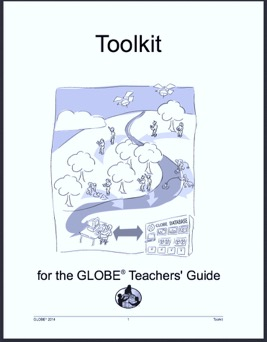 Toolkit
GLOBE DATABASE
for the GLOBE® Teachers' Guide
GLOBE® 2014 1 Toolkit